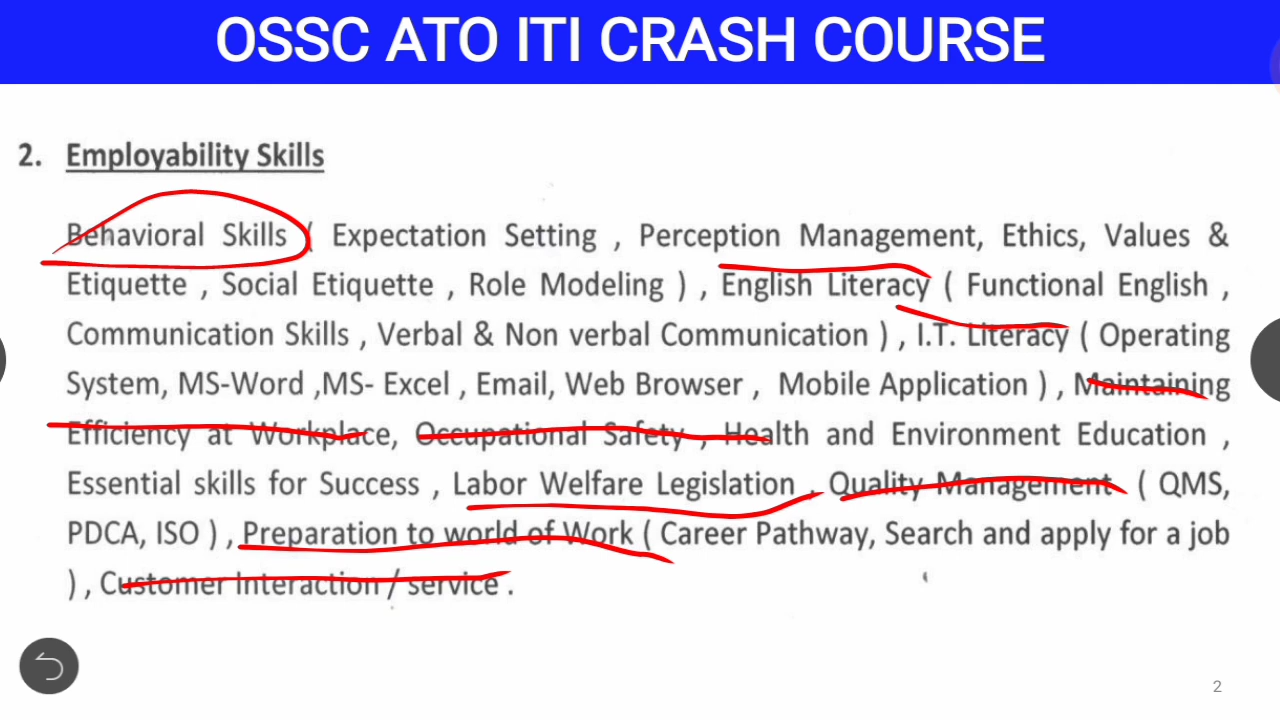 OSSC ATO ITI CRASH COURSE
2. Employability Skills
Behavioral Skills ( Expectation Setting , Perception Management, Ethics, Values &
Etiquette , Social Etiquette , Role Modeling ) , English Literacy ( Functional English ,
Communication Skills , Verbal & Non verbal Communication ) , I.T. Literacy ( Operating
System, MS-Word ,MS- Excel , Email, Web Browser , Mobile Application ) , Maintaining
Efficiency at Workplace, Occupational Safety , Health and Environment Education ,
Essential skills for Success , Labor Welfare Legislation , Quality Management ( QMS,
PDCA, ISO ) , Preparation to world of Work ( Career Pathway, Search and apply for a job
) , Customer Interaction / service .
2